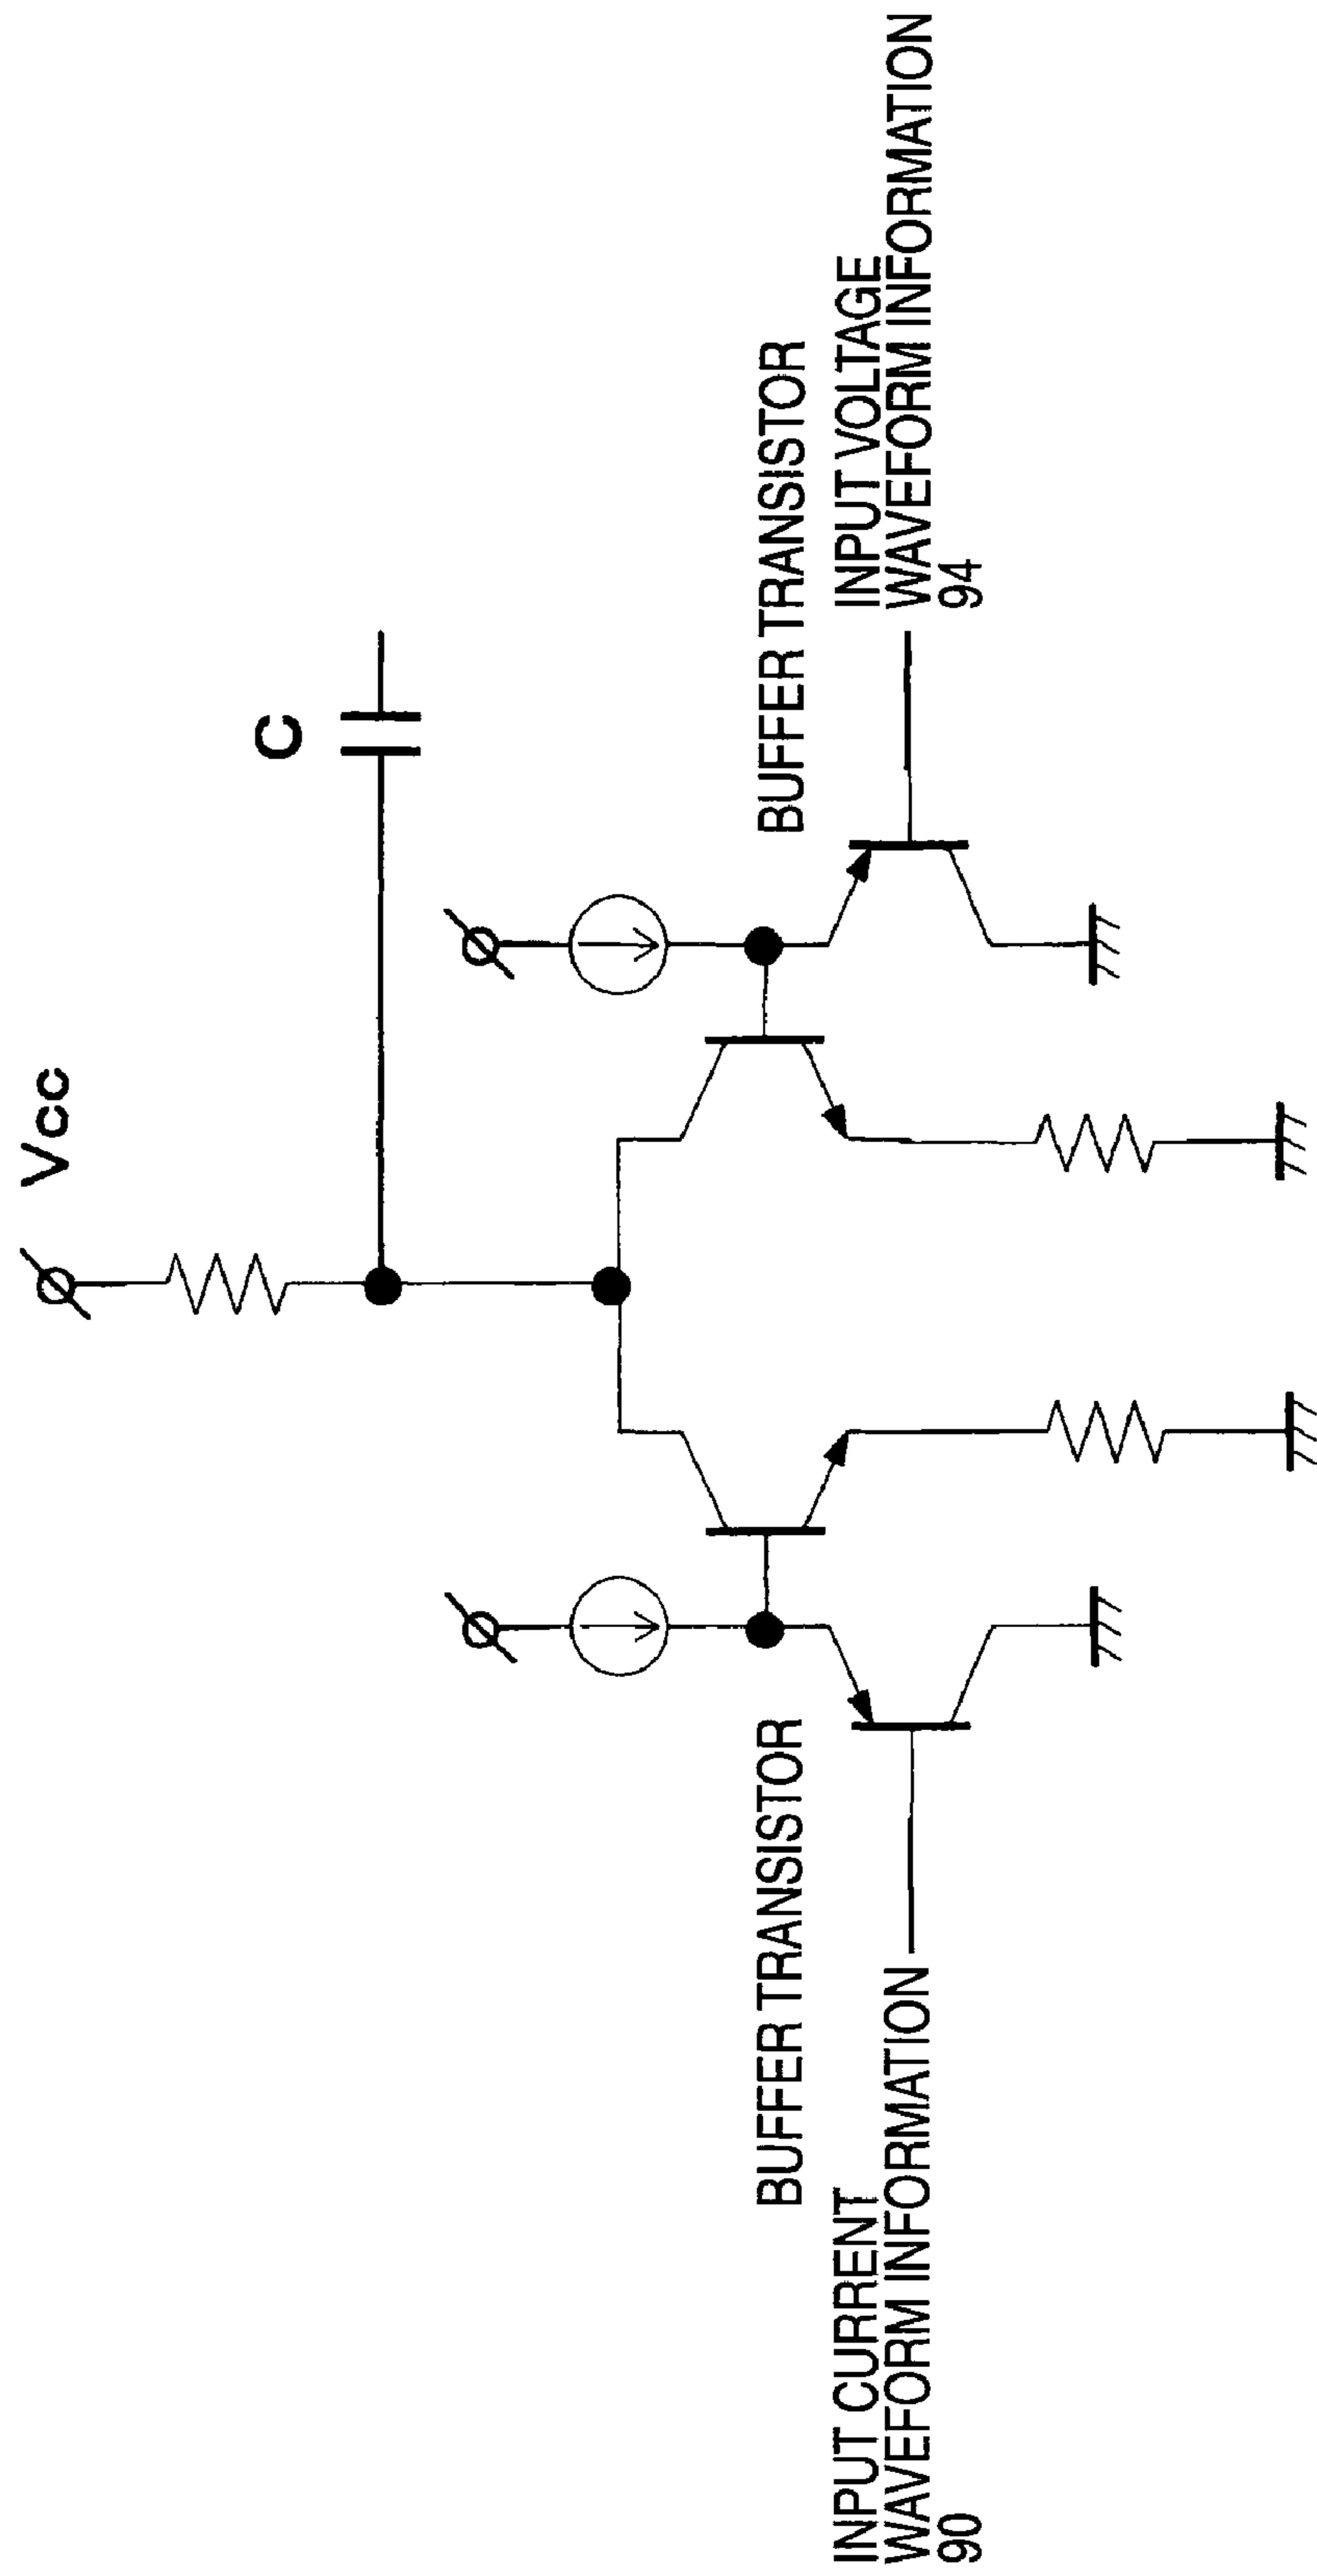 Vcc
C
BUFFER TRANSISTOR
INPUT CURRENT
WAVEFORM INFORMATION
90
BUFFER TRANSISTOR
INPUT VOLTAGE
WAVEFORM INFORMATION
94